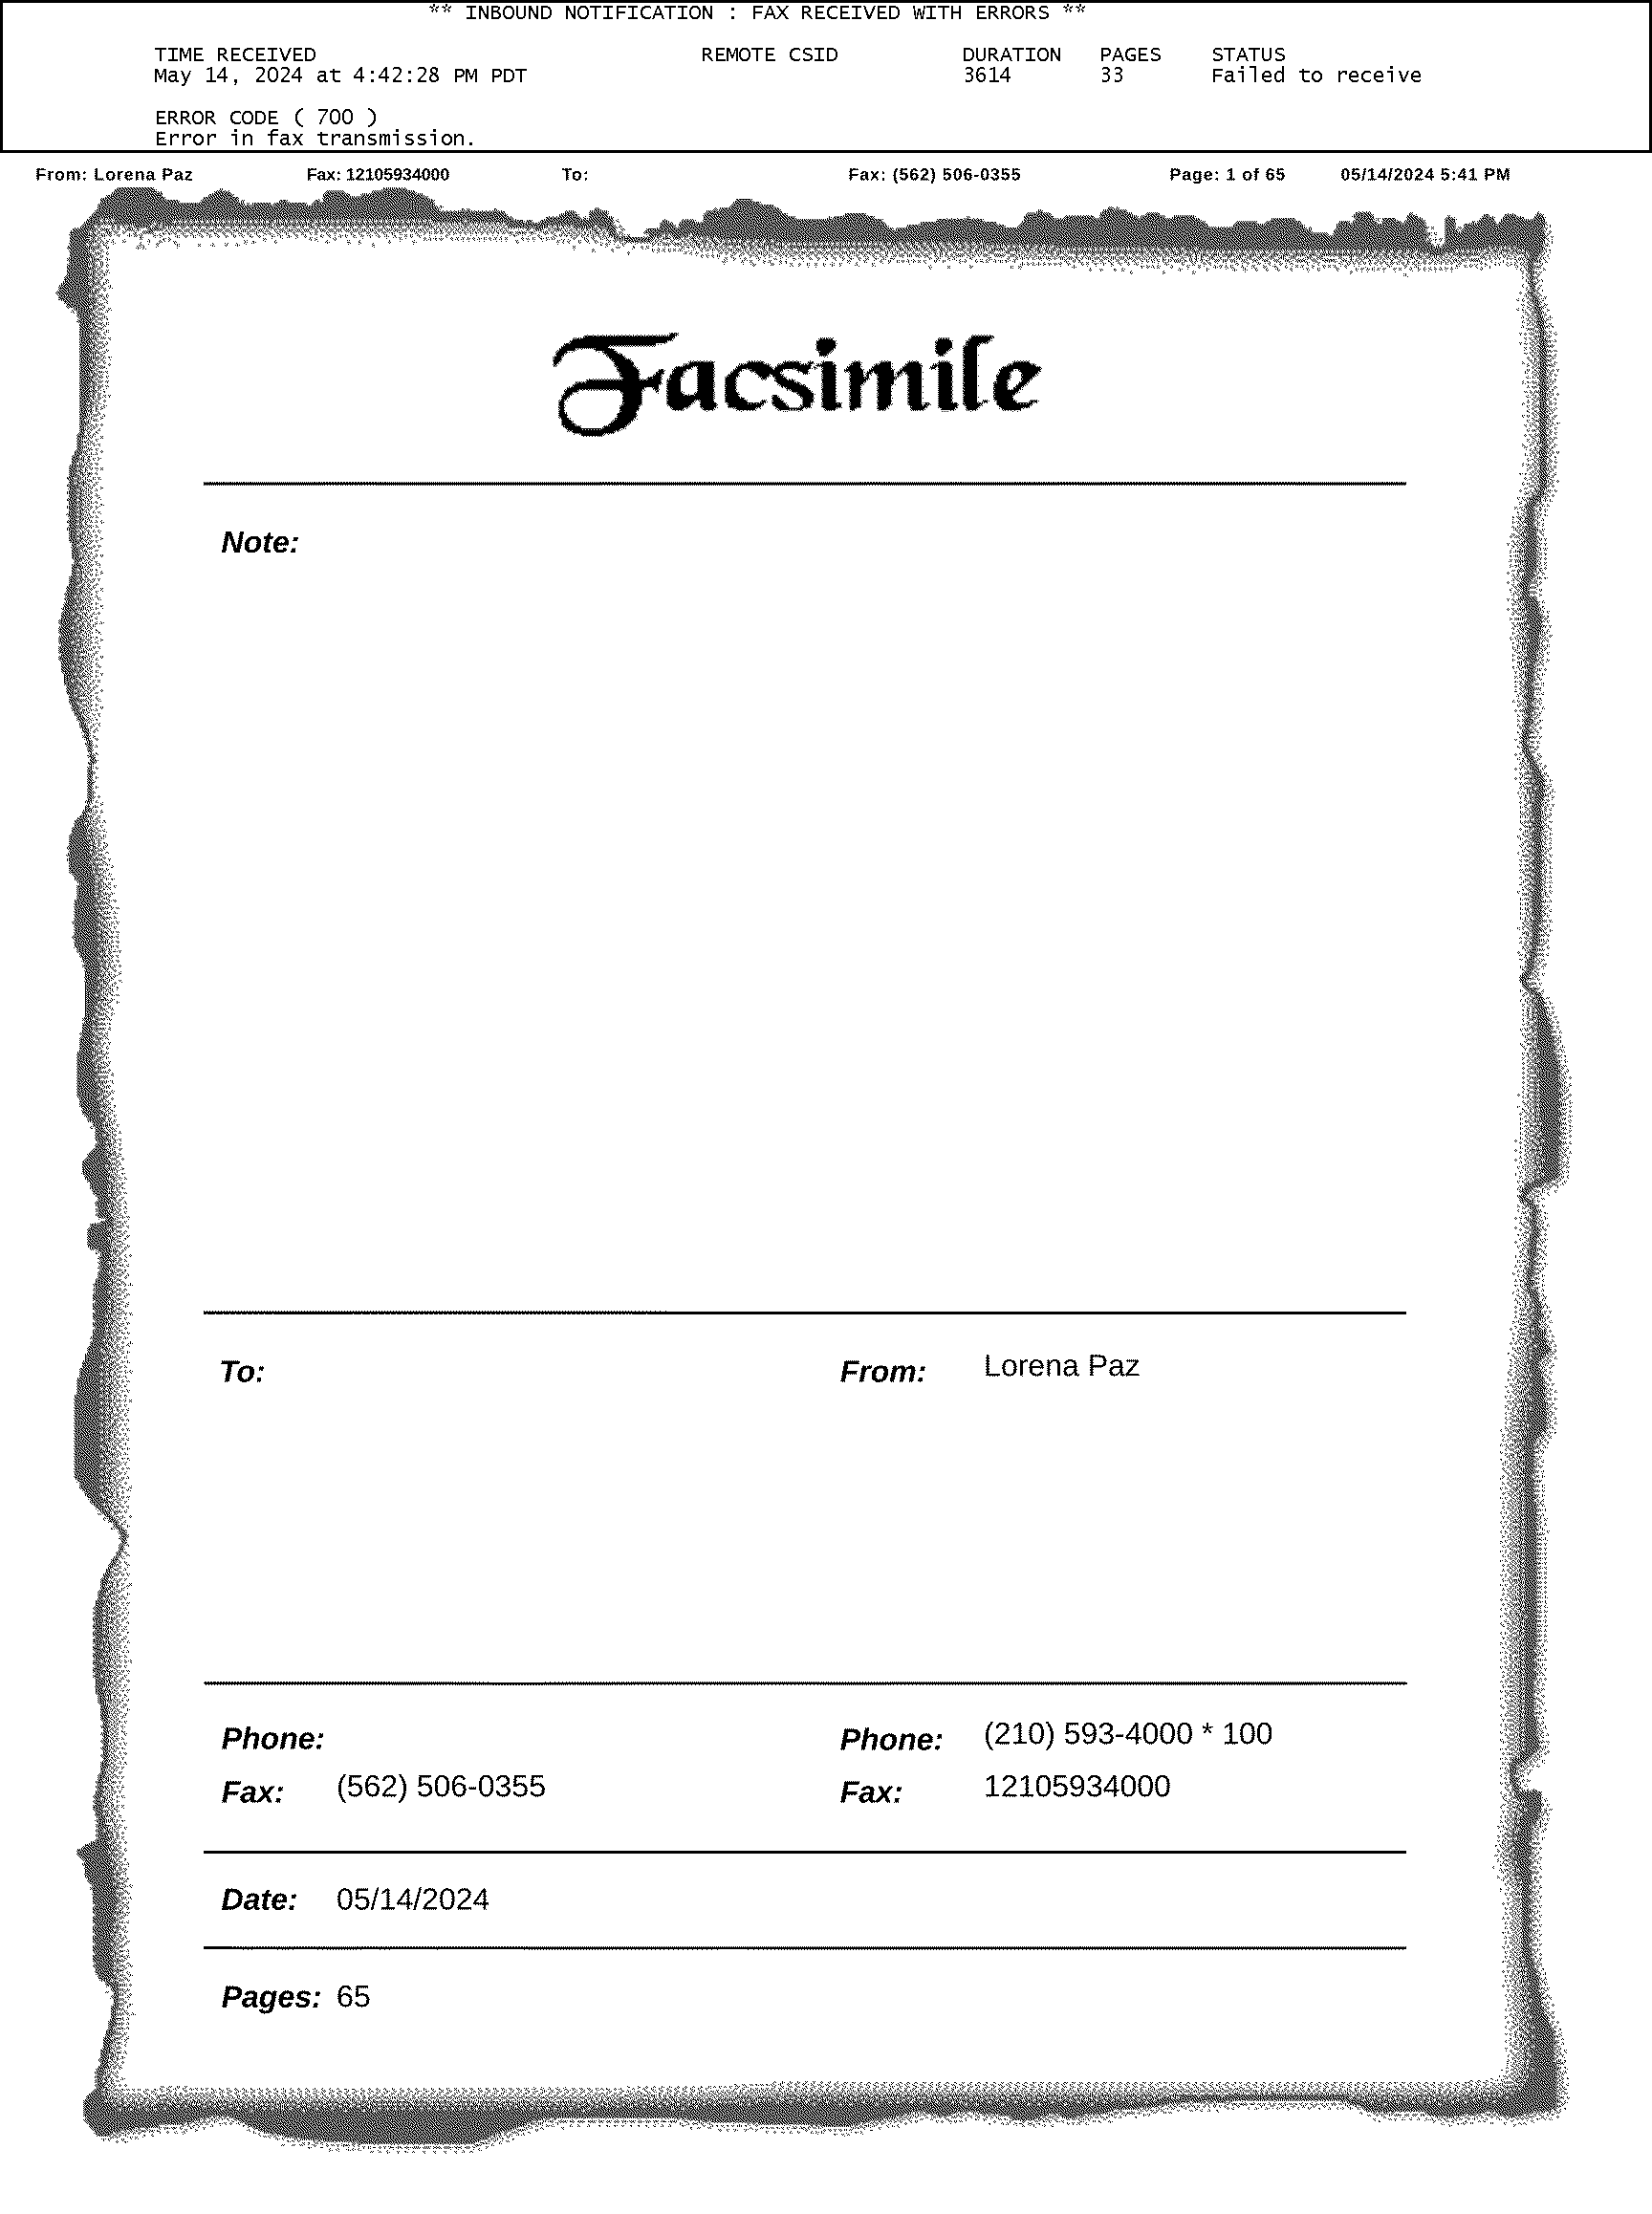 ** INBOUND NOTIFICATION : FAX RECEIVED WITH ERRORS **
TIME RECEIVED REMOTE CSID DURATION PAGES STATUS
May 14, 2024 at 4:42:28 PM PDT 3614 33 Failed to receive
ERROR CODE ( 700 )
Error in fax transmission.
From: Lorena Paz Fax: 12105934000 To: Fax: (562) 506-0355 Page: 1 of 65 05/14/2024 5:41 PM
Facsimile
Note:
To: From: Lorena Paz
Phone: Phone: (210) 593-4000 * 100
Fax: (562) 506-0355 Fax: 12105934000
Date: 05/14/2024
Pages: 65